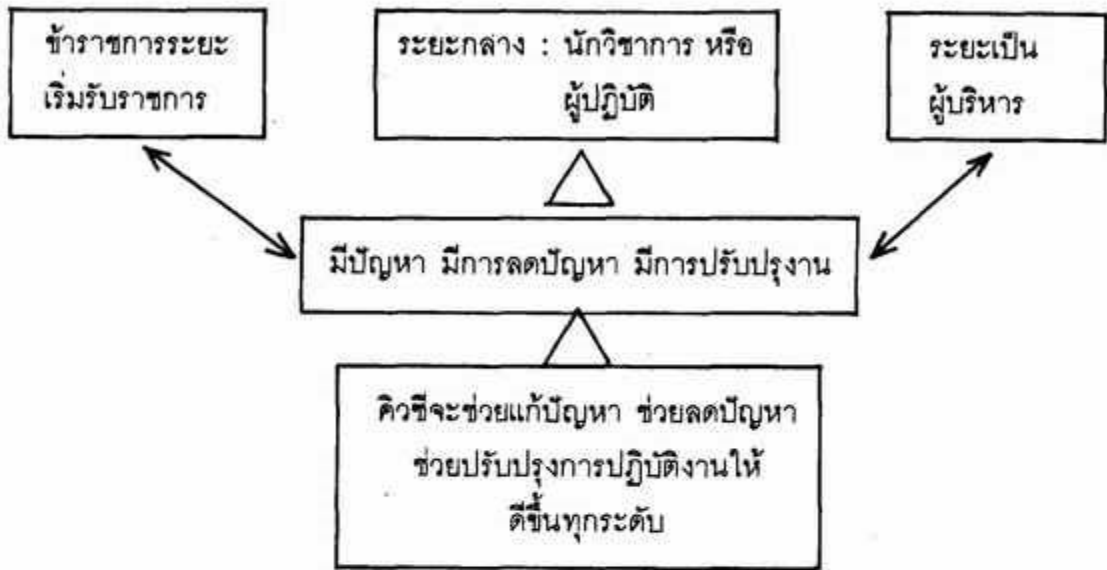 ข้าราชการระยะ
เริ่มรับราชการ
ระยะกลาง : นักวิชาการ หรือ
ผู้ปฏิบัติ
ระยะเป็น
ผู้บริหาร
มีปัญหา มีการลดปัญหา มีการปรับปรุงงาน
คิวซีจะช่วยแก้ปัญหา ช่วยลดปัญหา
ช่วยปรับปรุงการปฏิบัติงานให้
ดีขึ้นทุกระดับ